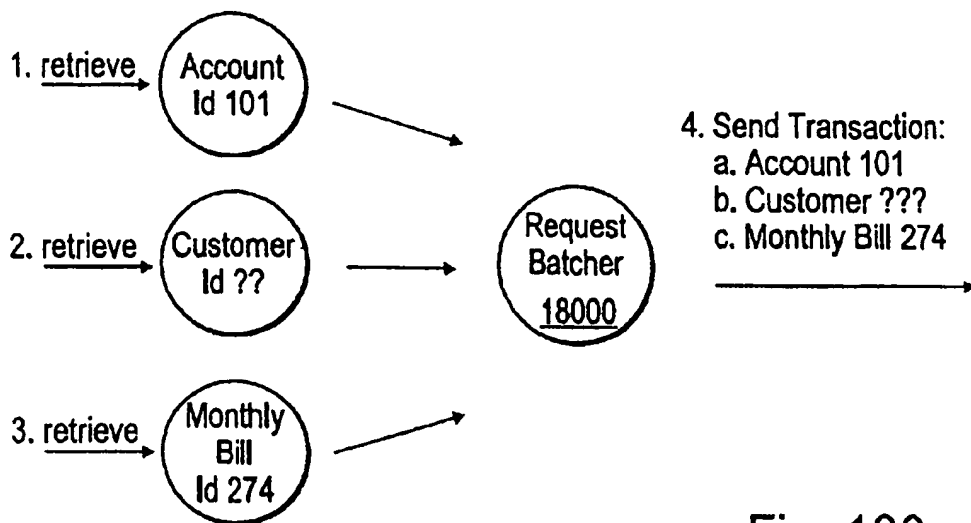 1. retrieve
Account
Id 101
2. retrieve
Customer
Id ??
3. retrieve
Monthly
Bill
Id 274
Request
Batcher
18000
4. Send Transaction:
a. Account 101
b. Customer ???
c. Monthly Bill 274